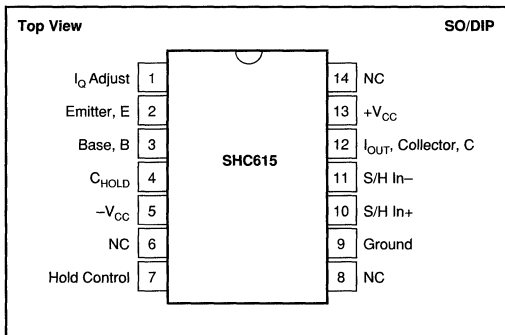 Top View SO/DIP
I_Q Adjust 1 14 NC
Emitter, E 2 13 +V_CC
Base, B 3 12 I_OUT, Collector, C
SHC615
C_HOLD 4 11 S/H In–
–V_CC 5 10 S/H In+
NC 6 9 Ground
Hold Control 7 8 NC